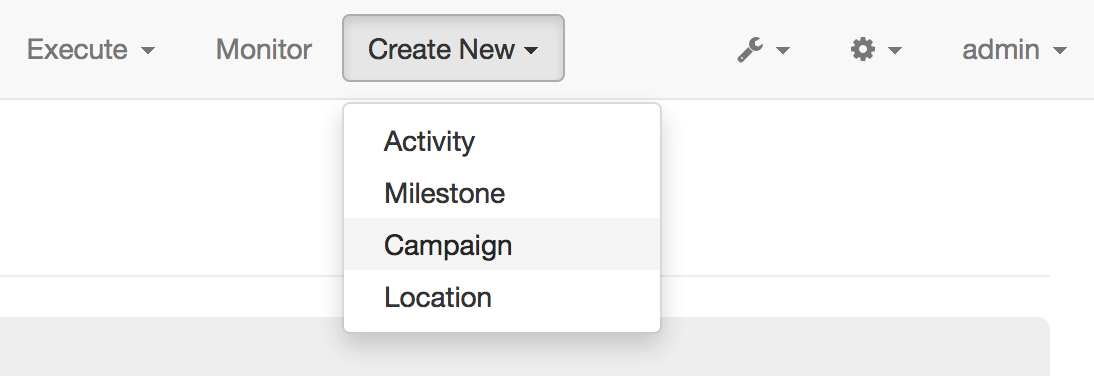 Execute Monitor Create New admin
Activity
Milestone
Campaign
Location